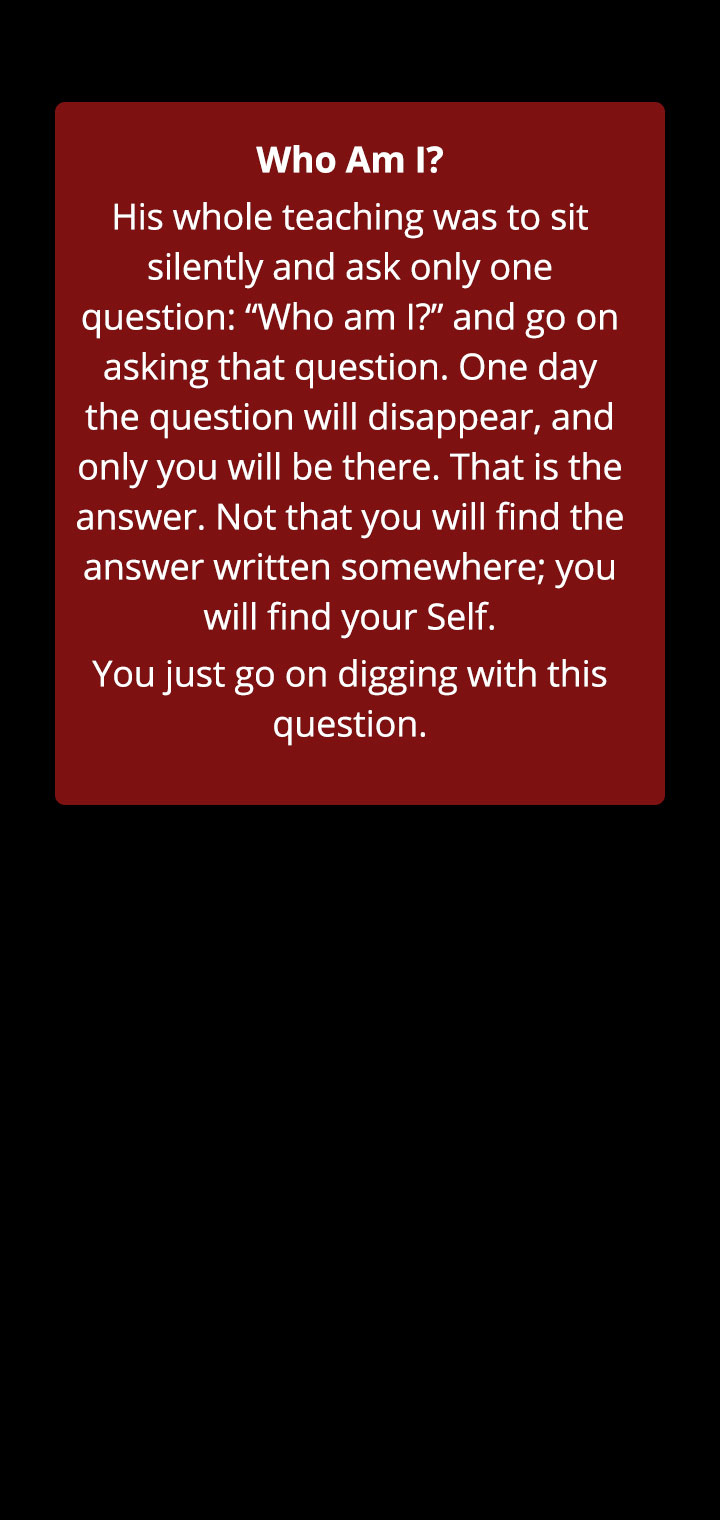 Who Am I?
His whole teaching was to sit
silently and ask only one
question: “Who am I?” and go on
asking that question. One day
the question will disappear, and
only you will be there. That is the
answer. Not that you will find the
answer written somewhere; you
will find your Self.
You just go on digging with this
question.